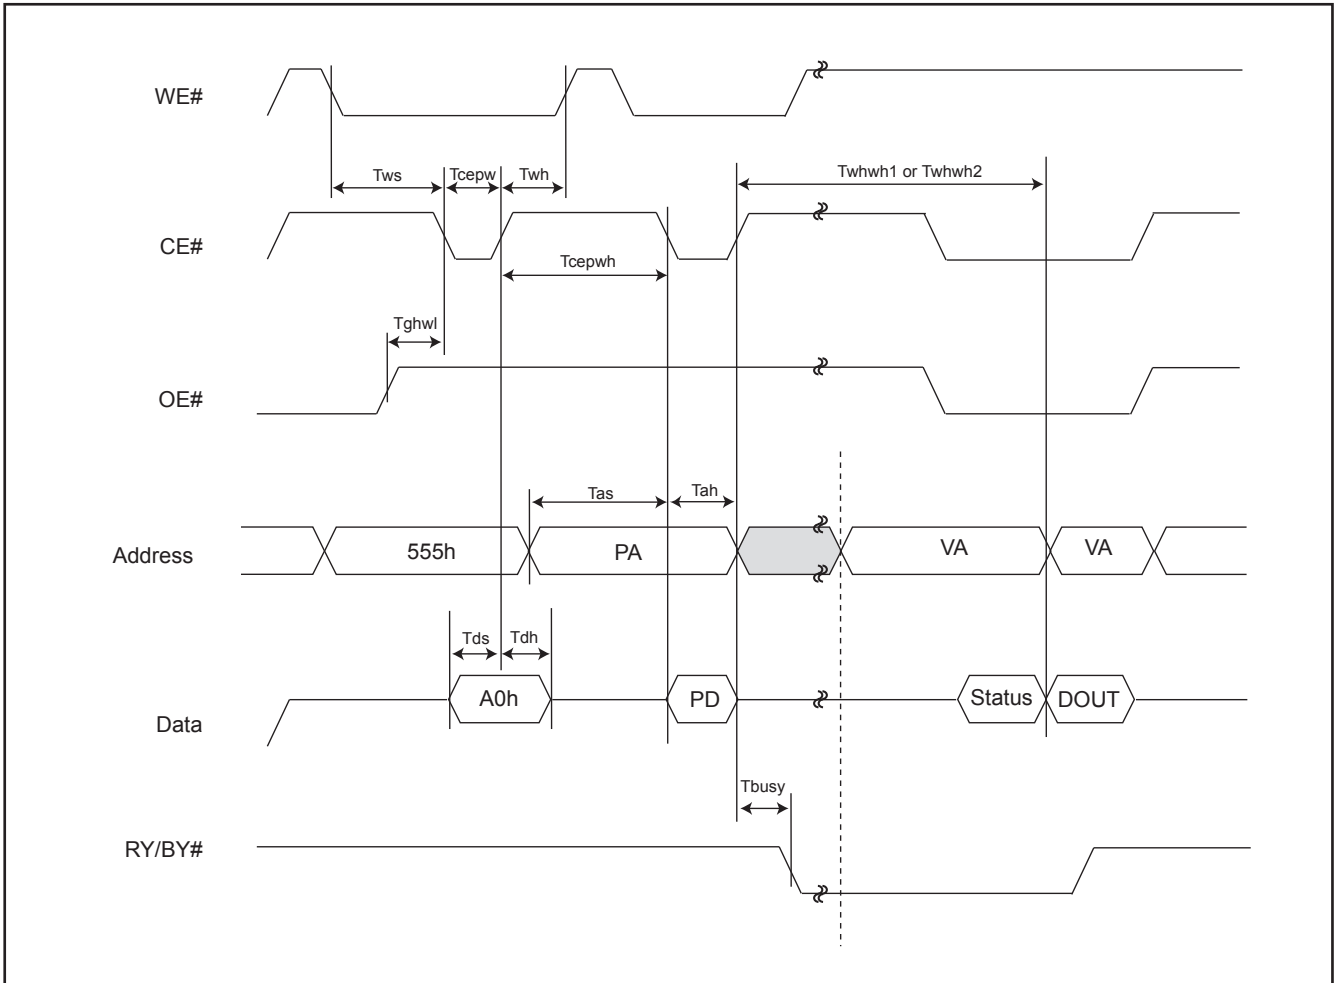 WE#
Tws Tcepw Twh Twhwh1 or Twhwh2
CE#
Tcepwh
Tghwl
OE#
Tas Tah
Address 555h PA VA VA
Tds Tdh
Data A0h PD Status DOUT
Tbusy
RY/BY#